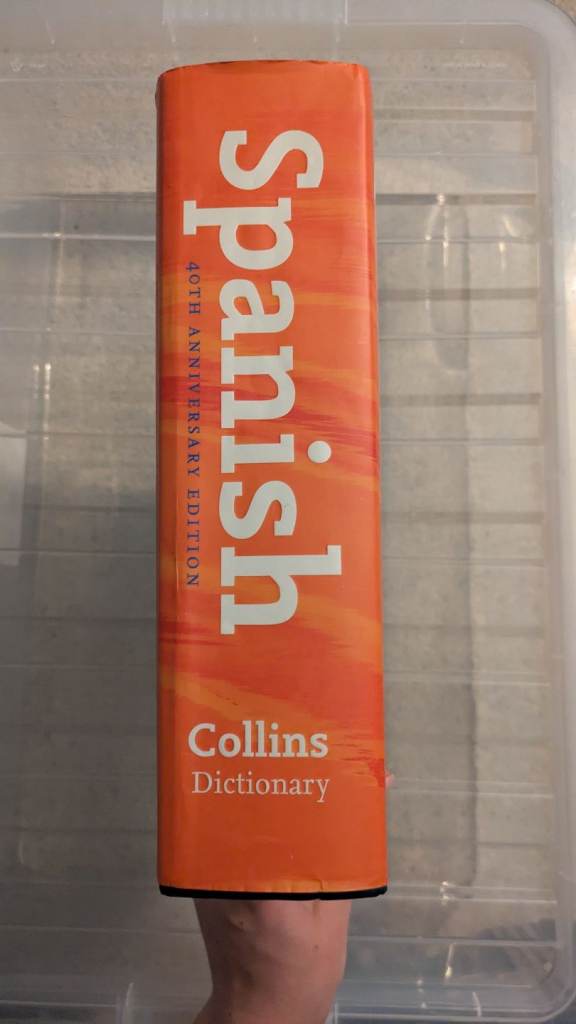 Spanish
40TH ANNIVERSARY EDITION
Collins
Dictionary